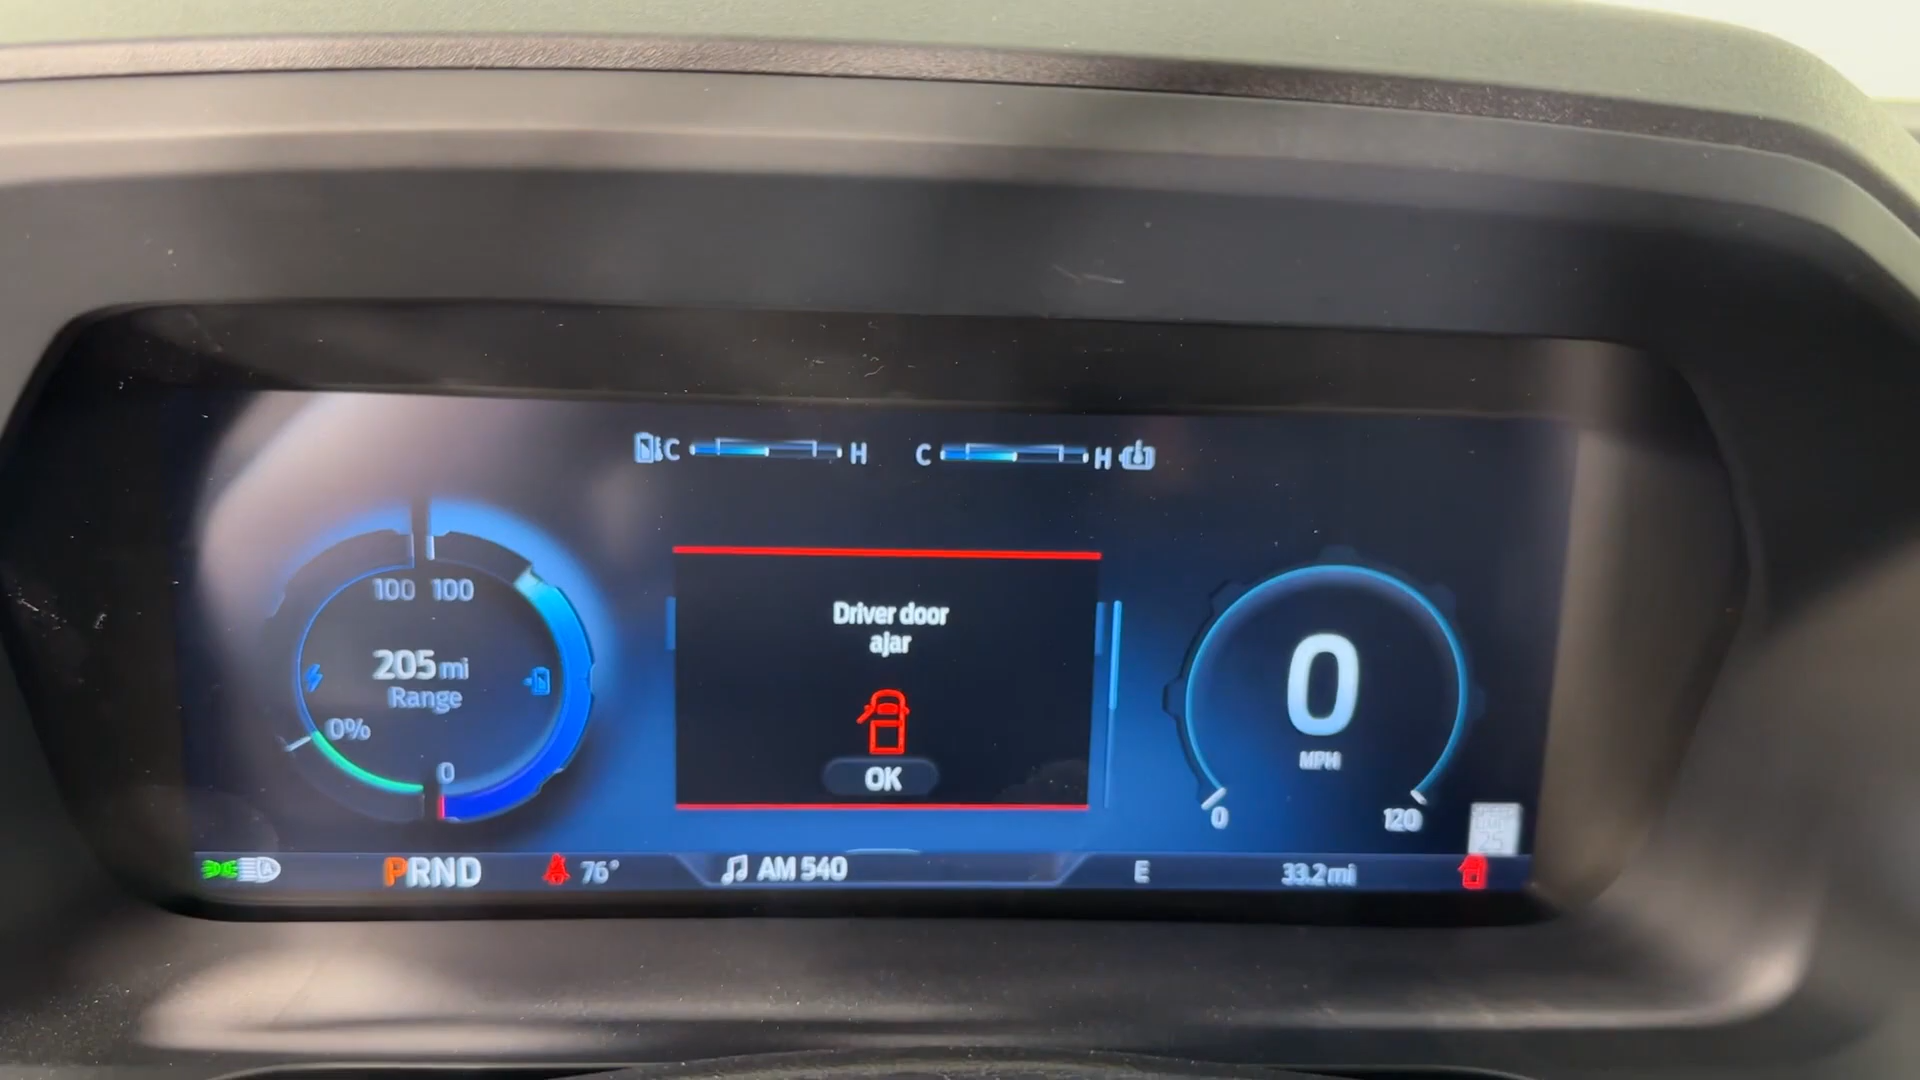 C H C H
100 100
205 mi
Range
0%
0
Driver door
ajar
OK
0
MPH
0 120
25
PRND
76°
AM 540
E
33.2 mi